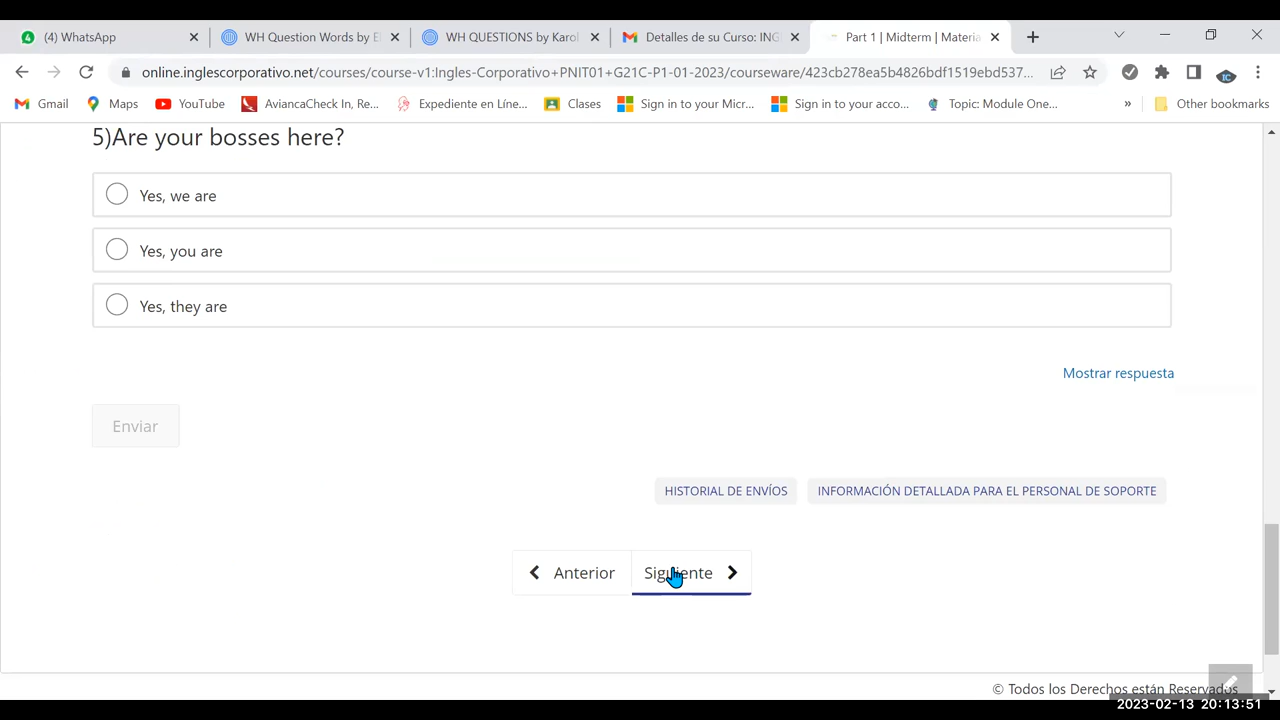 4
(4) WhatsApp
WH Question Words by El
WH QUESTIONS by Karol
Detalles de su Curso: ING
Part 1 | Midterm | Materia
online.inglescorporativo.net/courses/course-v1:Ingles-Corporativo+PNIT01+G21C-P1-01-2023/courseware/423cb278ea5b4826bdf1519ebd537...
Gmail
Maps
YouTube
AviancaCheck In, Re...
Expediente en Líne...
Clases
Sign in to your Micr...
Sign in to your acco...
Topic: Module One...
»
Other bookmarks
5)Are your bosses here?
Yes, we are
Yes, you are
Yes, they are
Mostrar respuesta
Enviar
HISTORIAL DE ENVÍOS
INFORMACIÓN DETALLADA PARA EL PERSONAL DE SOPORTE
Anterior
Siguiente
© Todos los Derechos están Reservados
2023-02-13 20:13:51